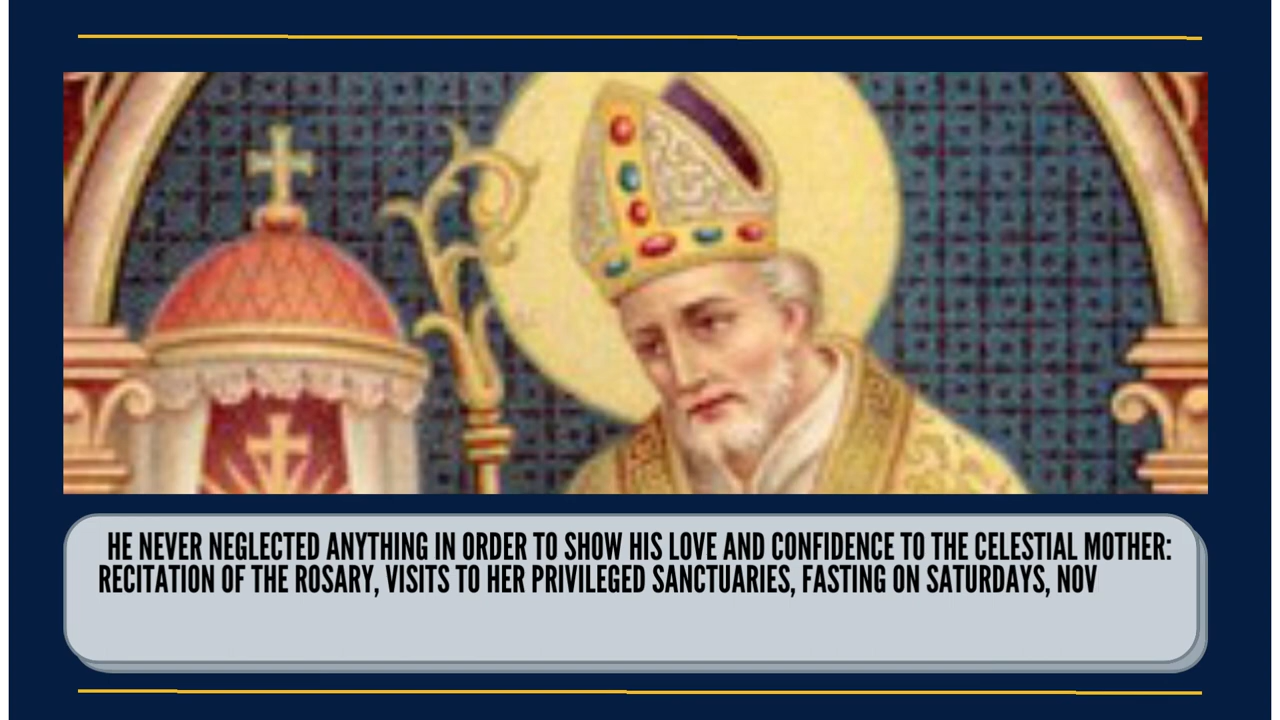 HE NEVER NEGLECTED ANYTHING IN ORDER TO SHOW HIS LOVE AND CONFIDENCE TO THE CELESTIAL MOTHER:
RECITATION OF THE ROSARY, VISITS TO HER PRIVILEGED SANCTUARIES, FASTING ON SATURDAYS, NOV